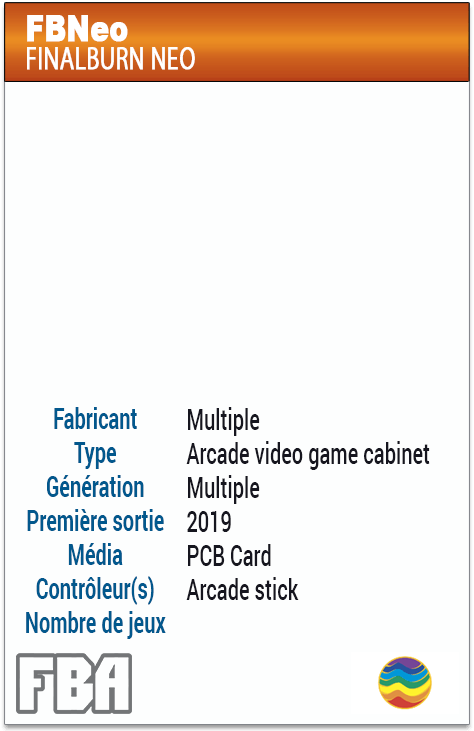 FBNeo
FINALBURN NEO
Fabricant Multiple
Type Arcade video game cabinet
Génération Multiple
Première sortie 2019
Média PCB Card
Contrôleur(s) Arcade stick
Nombre de jeux
FBA